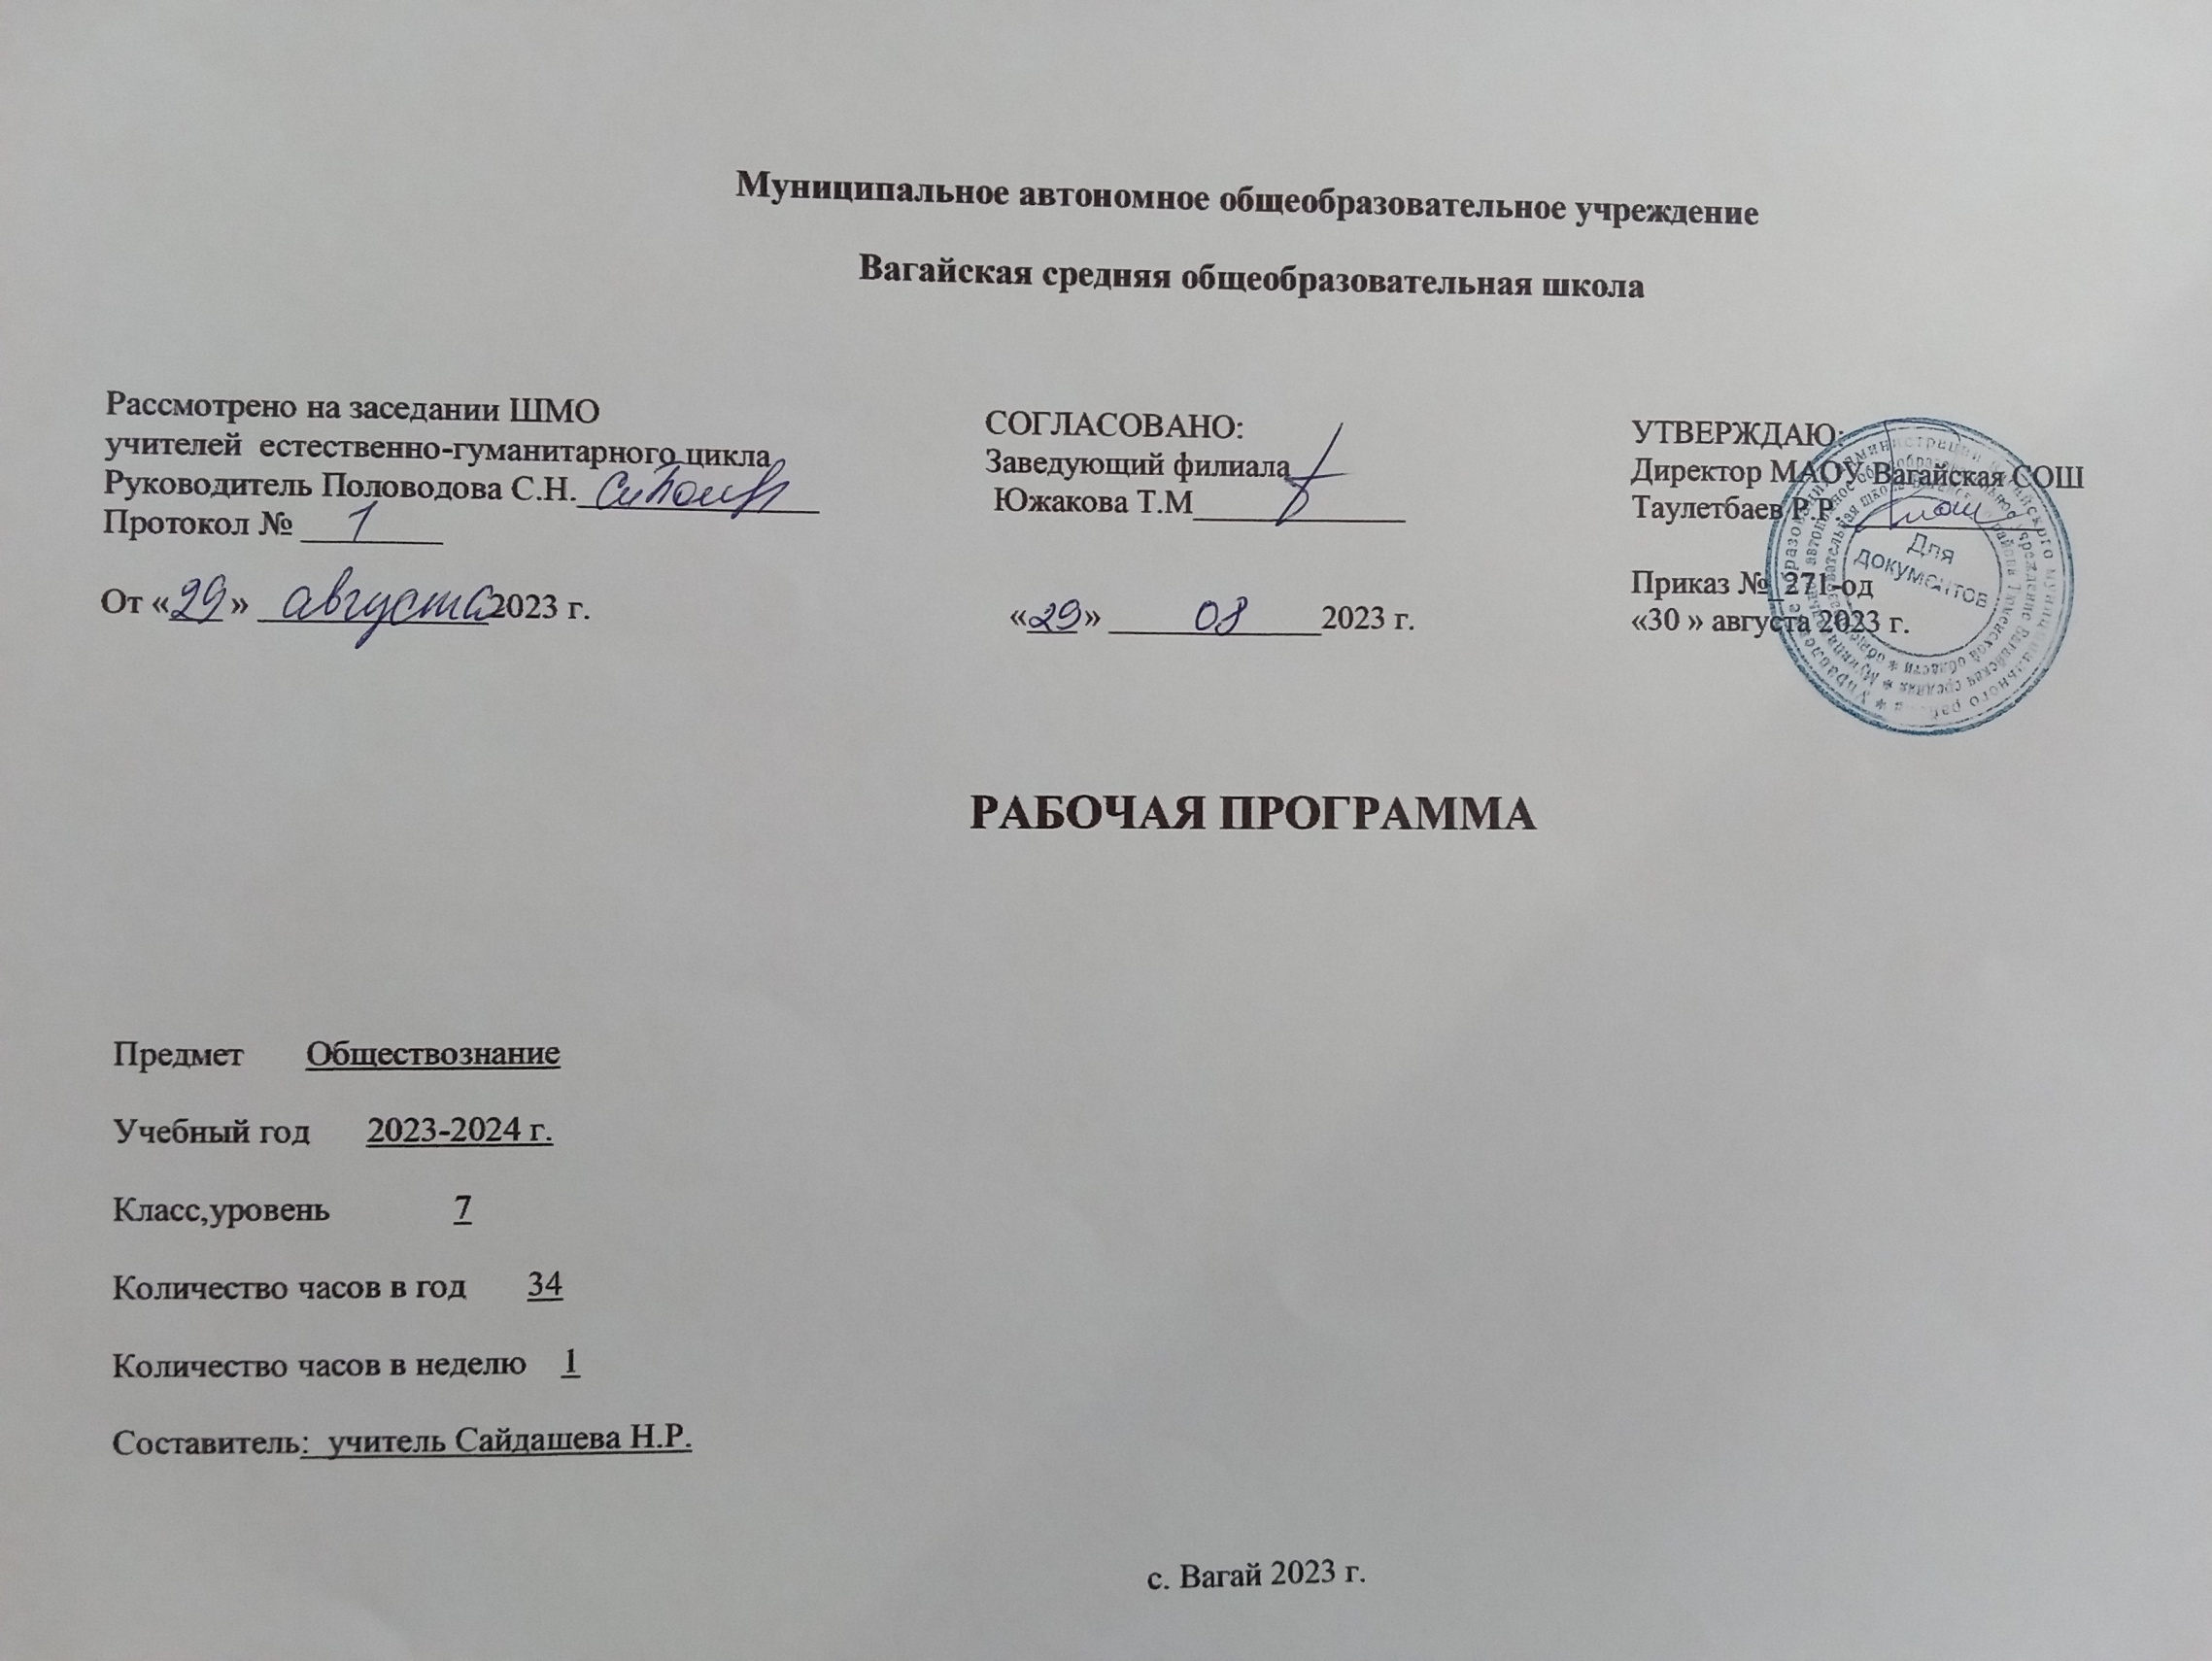 Муниципальное автономное общеобразовательное учреждение
Вагайская средняя общеобразовательная школа
Рассмотрено на заседании ШМО
учителей естественно-гуманитарного цикла
Руководитель Половодова С.Н.
Протокол № 1
От «29» августа 2023 г.
СОГЛАСОВАНО:
Заведующий филиала
Южакова Т.М
«29» 08 2023 г.
УТВЕРЖДАЮ:
Директор МАОУ Вагайская СОШ
Таулетбаев Р.Р.
Приказ № 271-од
«30 » августа 2023 г.
Для
документов
РАБОЧАЯ ПРОГРАММА
Предмет Обществознание
Учебный год 2023-2024 г.
Класс,уровень 7
Количество часов в год 34
Количество часов в неделю 1
Составитель: учитель Сайдашева Н.Р.
с. Вагай 2023 г.